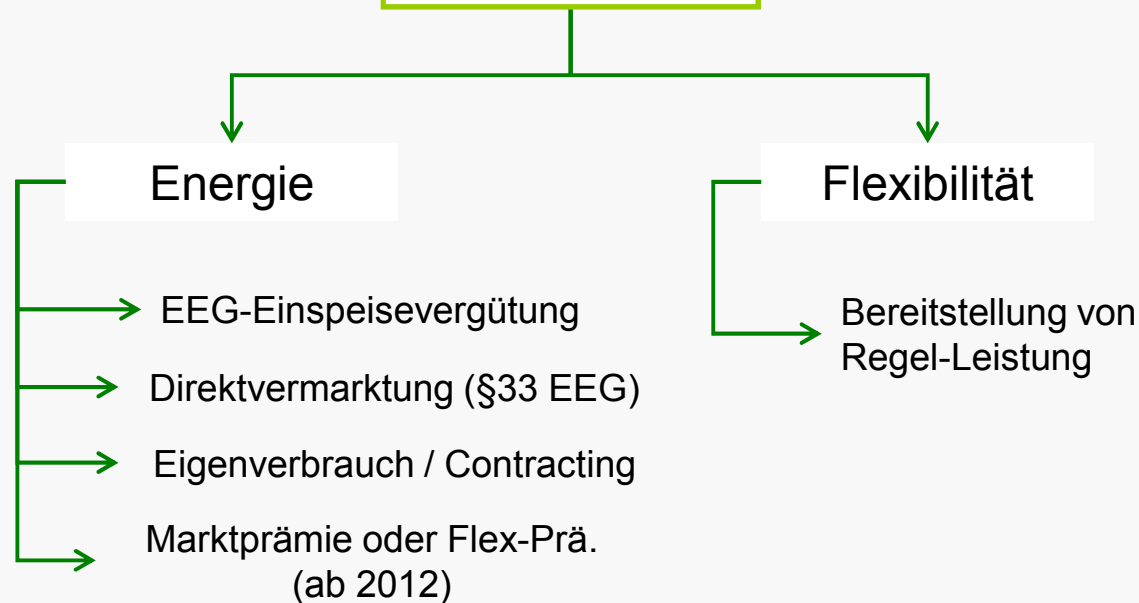 Energie
Flexibilität
EEG-Einspeisevergütung
Direktvermarktung (§33 EEG)
Eigenverbrauch / Contracting
Marktprämie oder Flex-Prä.
(ab 2012)
Bereitstellung von
Regel-Leistung